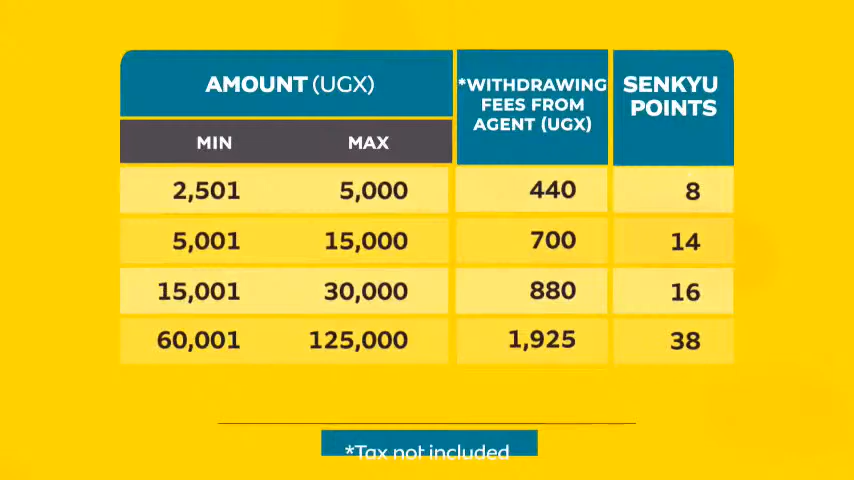 AMOUNT (UGX)
*WITHDRAWING
FEES FROM
AGENT (UGX)
SENKYU
POINTS
MIN MAX
2,501 5,000 440 8
5,001 15,000 700 14
15,001 30,000 880 16
60,001 125,000 1,925 38
*Tax not included